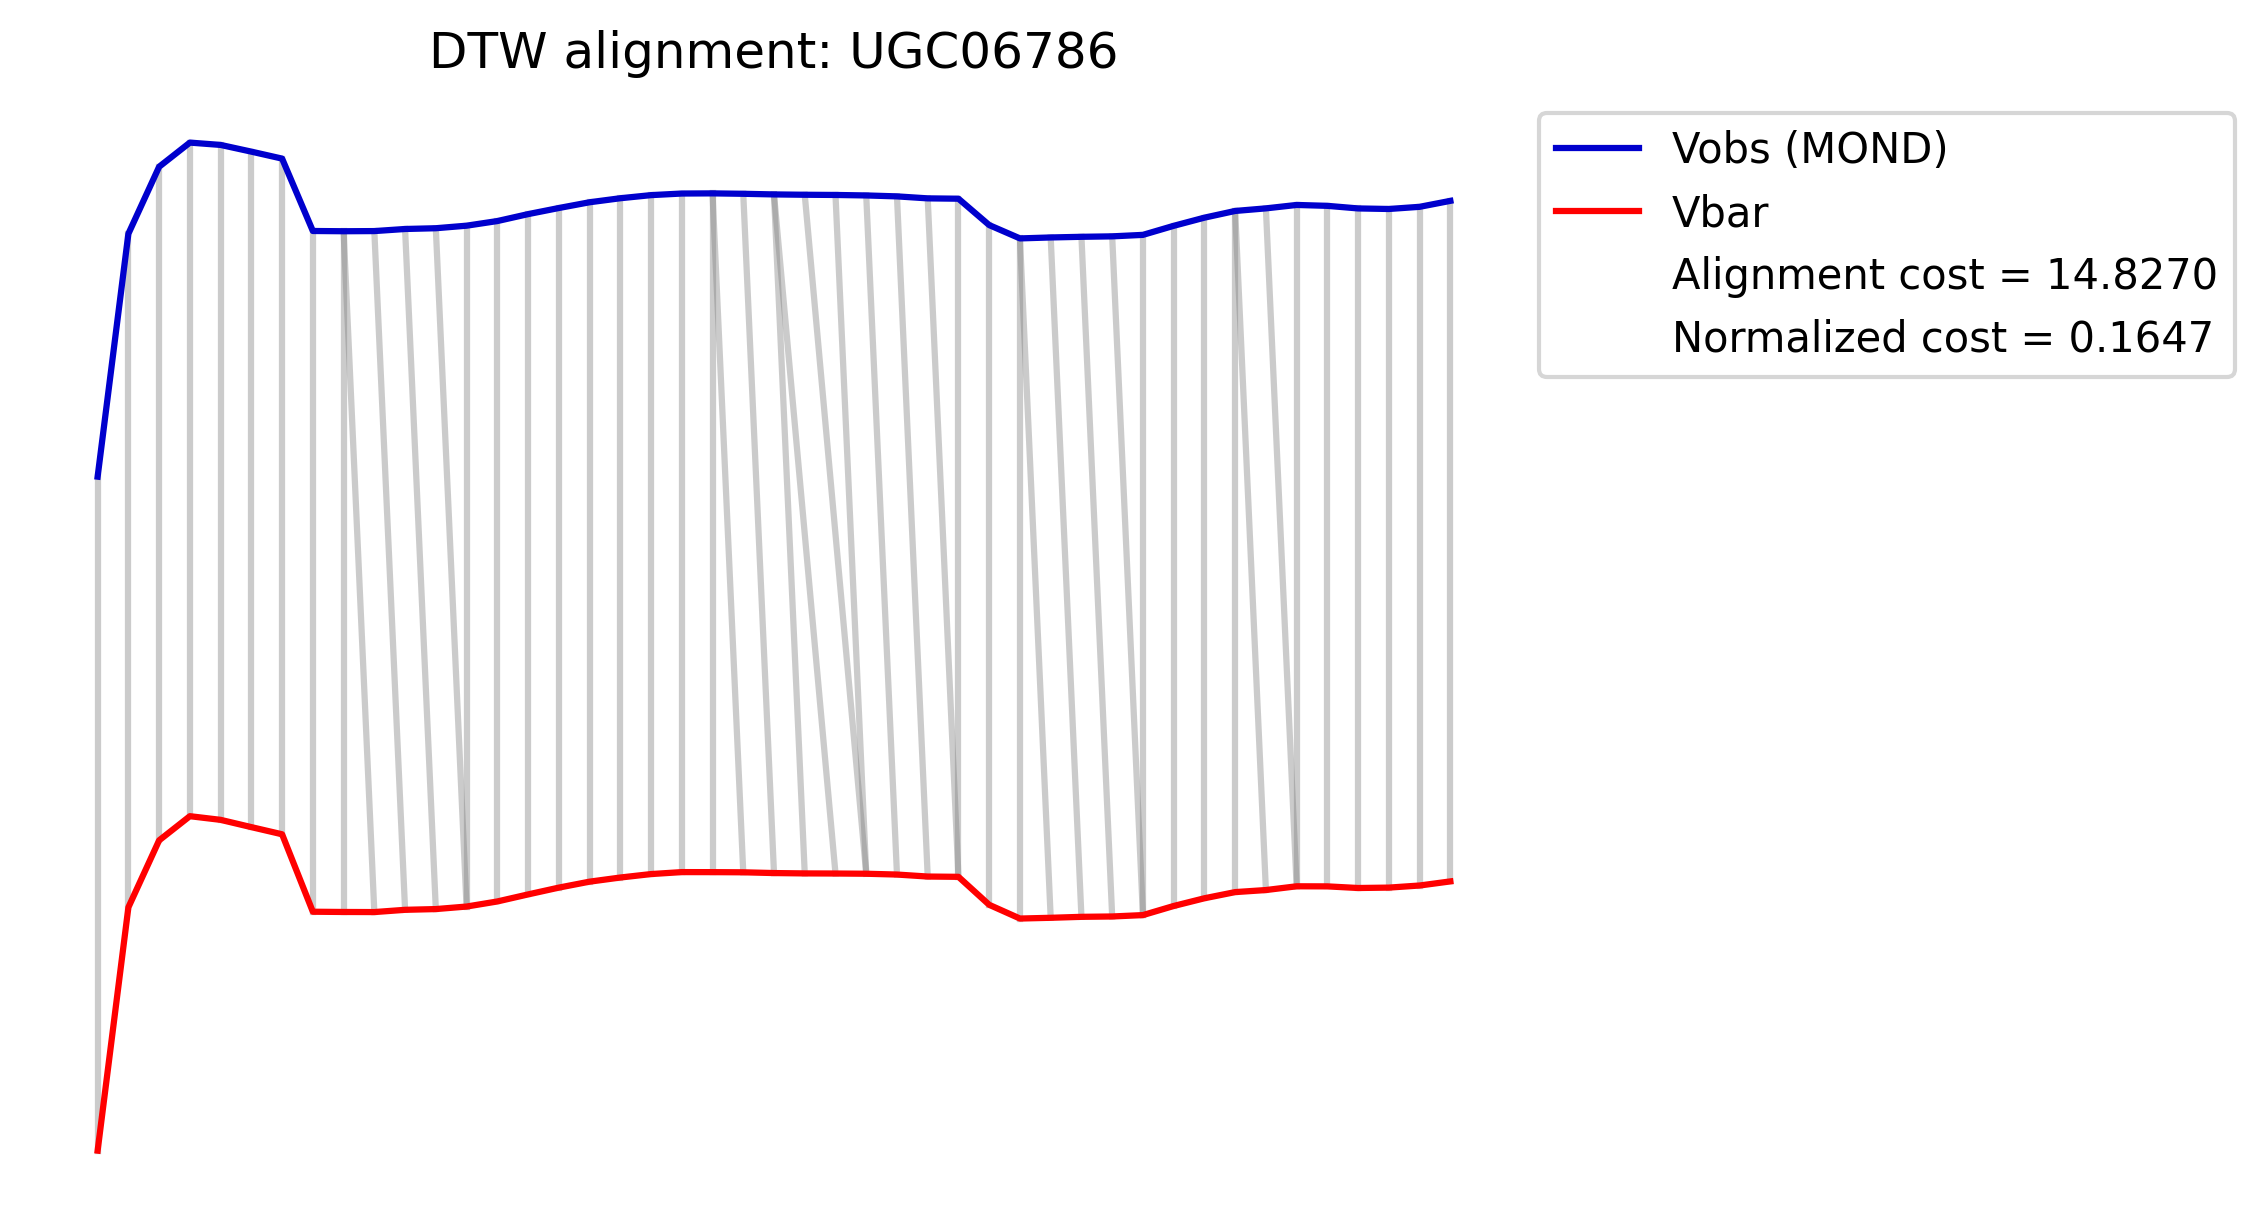 DTW alignment: UGC06786
Vobs (MOND)
Vbar
Alignment cost = 14.8270
Normalized cost = 0.1647